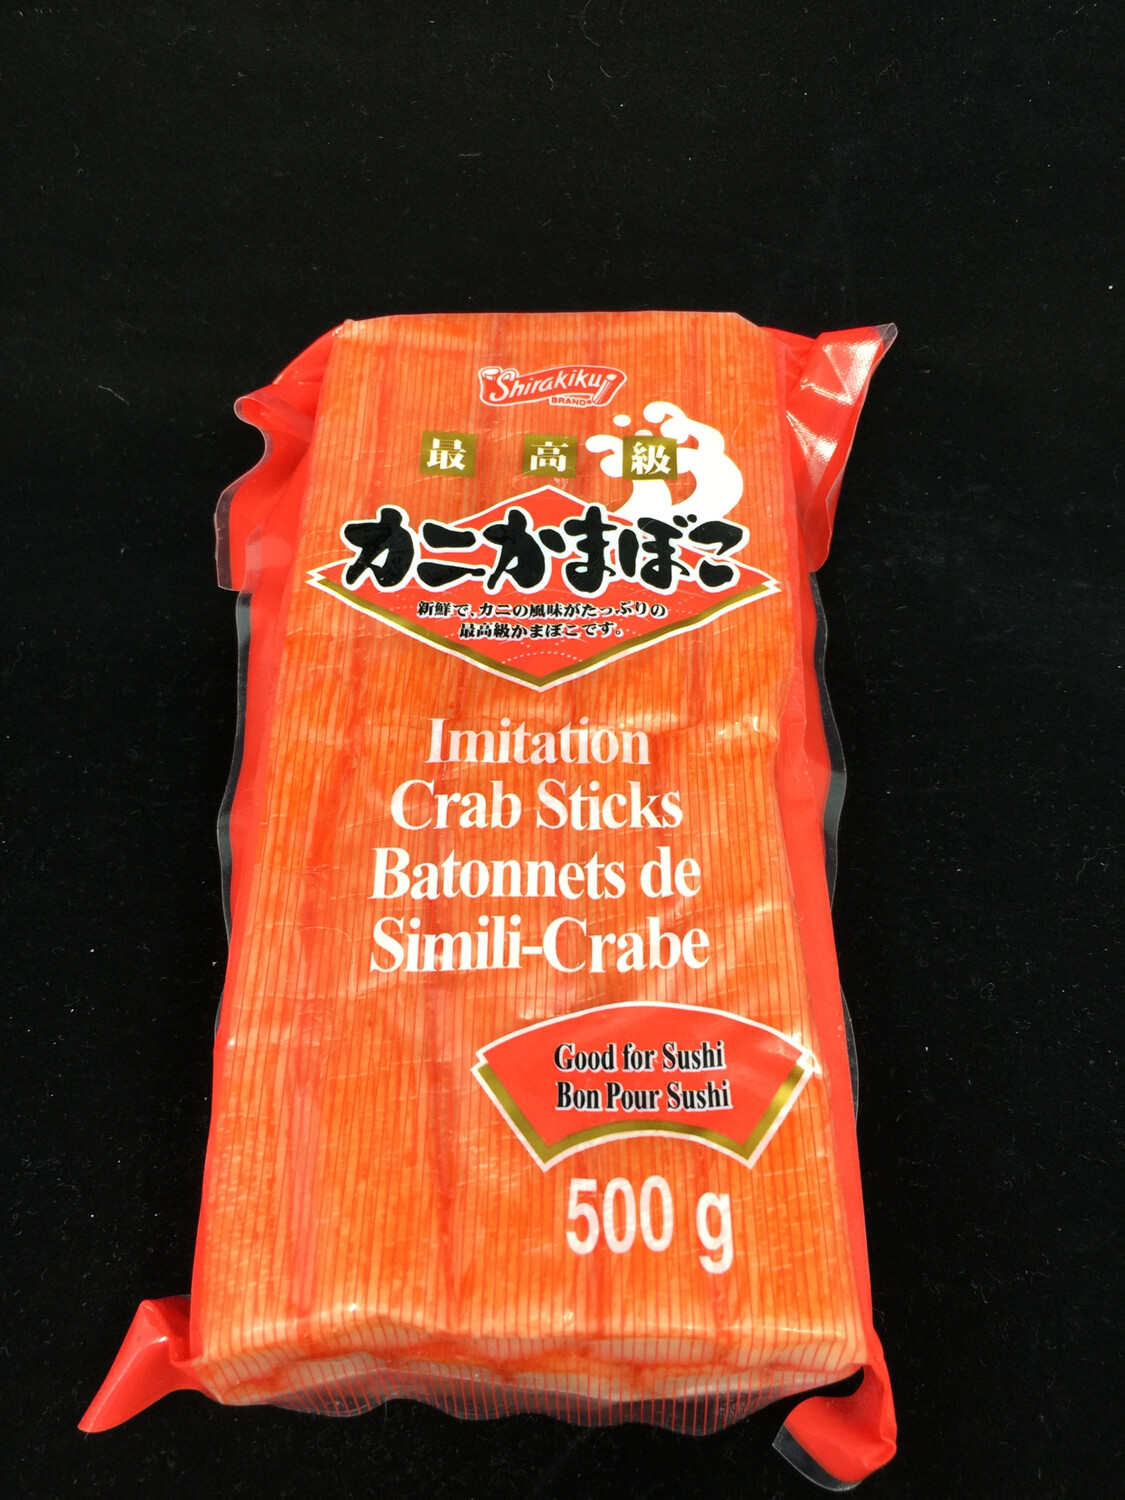 Shirakiku
BRAND®
最高級
カニかまぼこ
新鮮で、カニの風味がたっぷりの
最高級かまぼこです。
Imitation
Crab Sticks
Batonnets de
Simili-Crabe
Good for Sushi
Bon Pour Sushi
500 g